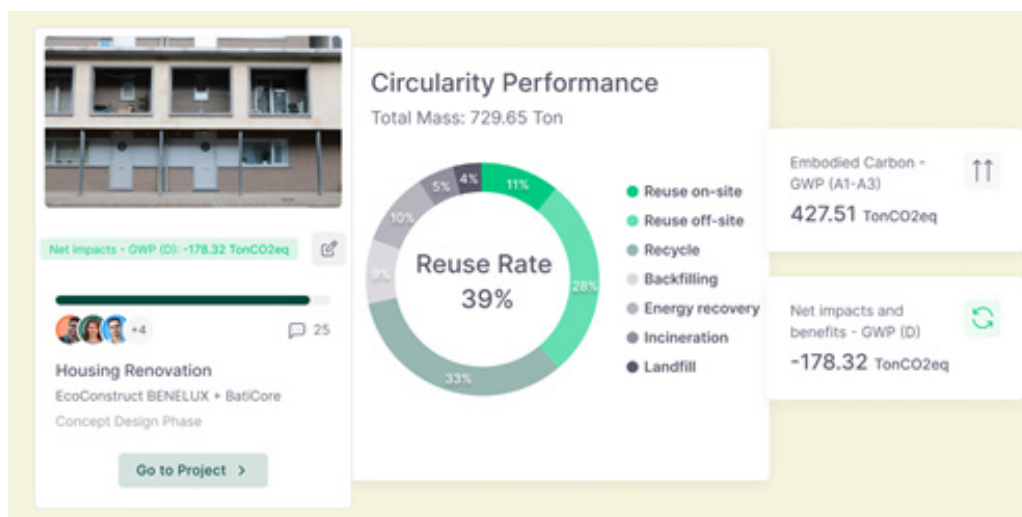 Net impacts - GWP (D): -178.32 TonCO2eq
+4
25
Housing Renovation
EcoConstruct BENELUX + BatiCore
Concept Design Phase
Go to Project >
Circularity Performance
Total Mass: 729.65 Ton
11%
28%
33%
9%
10%
5%
4%
Reuse Rate
39%
Reuse on-site
Reuse off-site
Recycle
Backfilling
Energy recovery
Incineration
Landfill
Embodied Carbon -
GWP (A1-A3)
427.51 TonCO2eq
Net impacts and
benefits - GWP (D)
-178.32 TonCO2eq